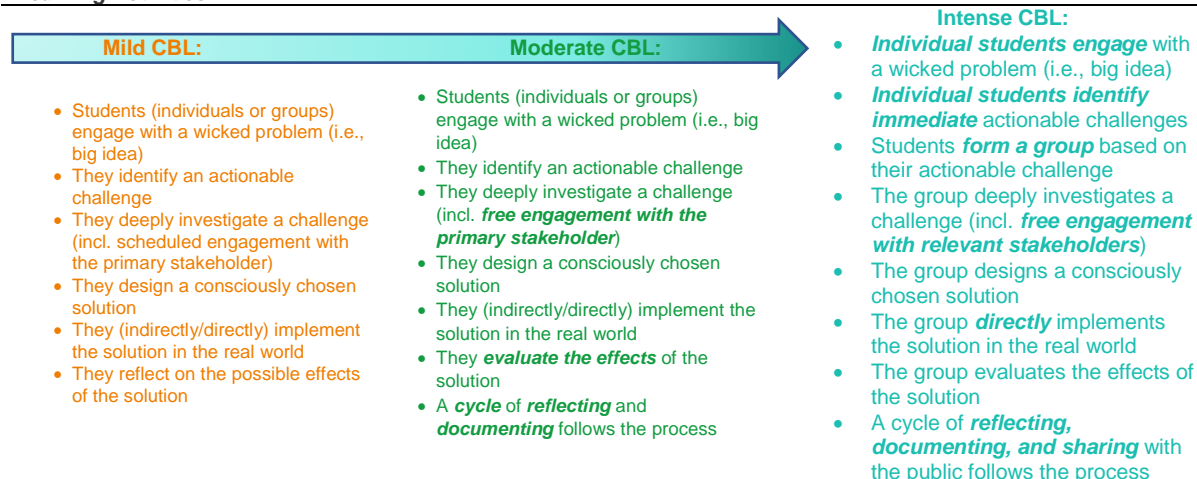 Mild CBL:
• Students (individuals or groups)
engage with a wicked problem (i.e.,
big idea)
• They identify an actionable
challenge
• They deeply investigate a challenge
(incl. scheduled engagement with
the primary stakeholder)
• They design a consciously chosen
solution
• They (indirectly/directly) implement
the solution in the real world
• They reflect on the possible effects
of the solution
Moderate CBL:
• Students (individuals or groups)
engage with a wicked problem (i.e., big
idea)
• They identify an actionable challenge
• They deeply investigate a challenge
(incl. free engagement with the
primary stakeholder)
• They design a consciously chosen
solution
• They (indirectly/directly) implement the
solution in the real world
• They evaluate the effects of the
solution
• A cycle of reflecting and
documenting follows the process
Intense CBL:
• Individual students engage with
a wicked problem (i.e., big idea)
• Individual students identify
immediate actionable challenges
• Students form a group based on
their actionable challenge
• The group deeply investigates a
challenge (incl. free engagement
with relevant stakeholders)
• The group designs a consciously
chosen solution
• The group directly implements
the solution in the real world
• The group evaluates the effects of
the solution
• A cycle of reflecting,
documenting, and sharing with
the public follows the process